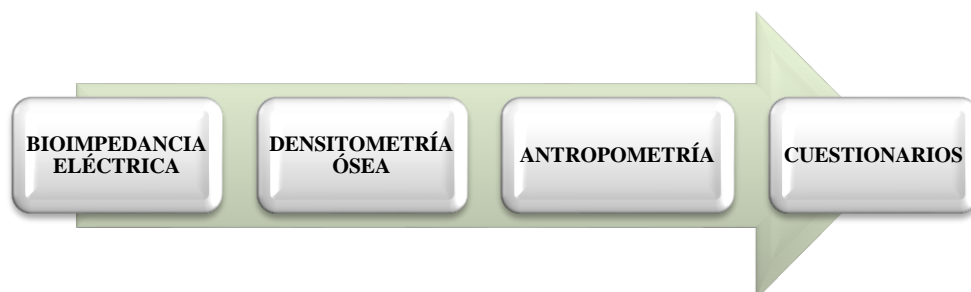 BIOIMPEDANCIA
ELÉCTRICA
DENSITOMETRÍA
ÓSEA
ANTROPOMETRÍA
CUESTIONARIOS